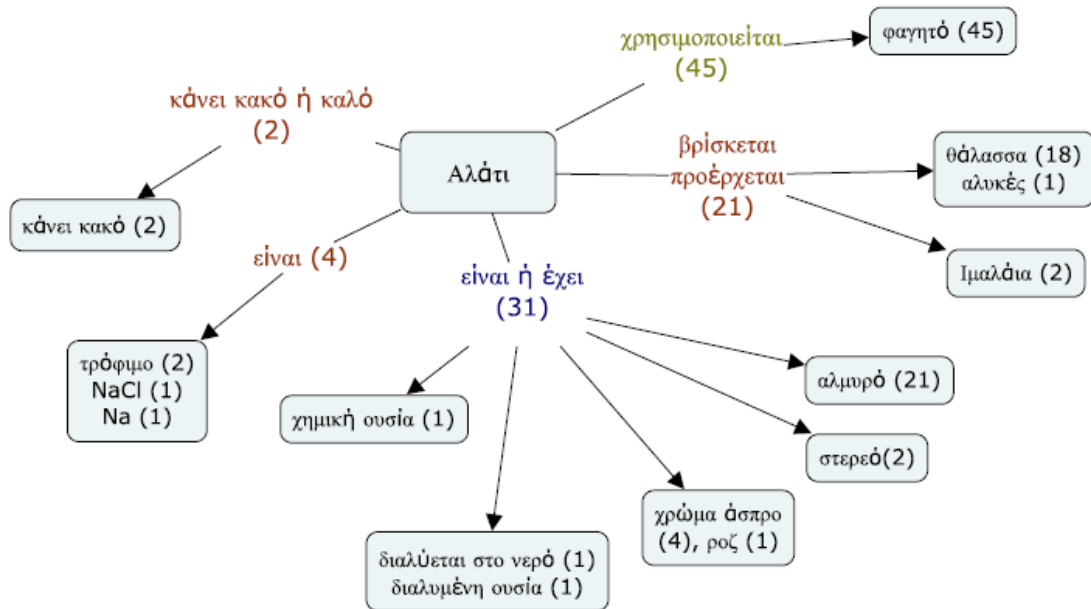 χρησιμοποιείται
(45)
φαγητό (45)
κάνει κακό ή καλό
(2)
Αλάτι
βρίσκεται
προέρχεται
(21)
θάλασσα (18)
αλυκές (1)
κάνει κακό (2)
είναι (4)
είναι ή έχει
(31)
Ιμαλάια (2)
τρόφιμο (2)
NaCl (1)
Na (1)
χημική ουσία (1)
αλμυρό (21)
στερεό(2)
χρώμα άσπρο
(4), ροζ (1)
διαλύεται στο νερό (1)
διαλυμένη ουσία (1)